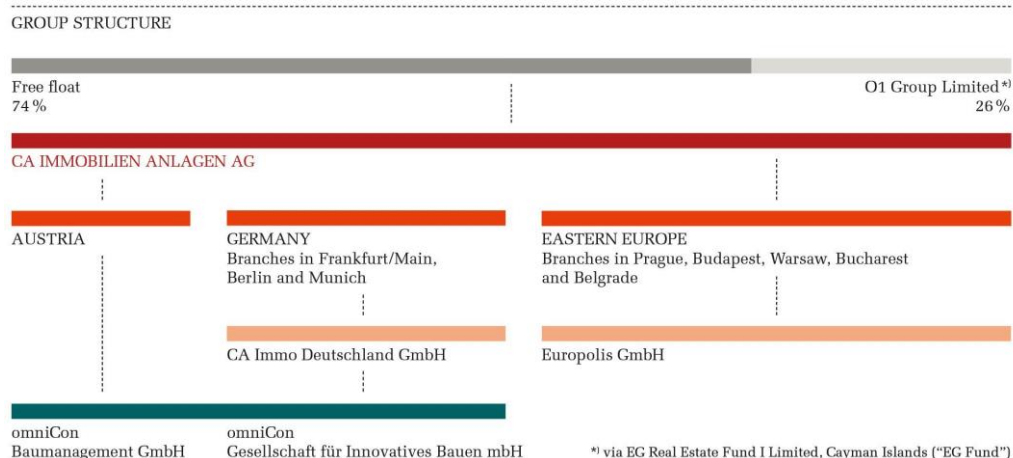 GROUP STRUCTURE
Free float
74 %
O1 Group Limited *)
26 %
CA IMMOBILIEN ANLAGEN AG
AUSTRIA
GERMANY
Branches in Frankfurt/Main,
Berlin and Munich
EASTERN EUROPE
Branches in Prague, Budapest, Warsaw, Bucharest
and Belgrade
CA Immo Deutschland GmbH
Europolis GmbH
omniCon
Baumanagement GmbH
omniCon
Gesellschaft für Innovatives Bauen mbH
*) via EG Real Estate Fund I Limited, Cayman Islands (“EG Fund”)